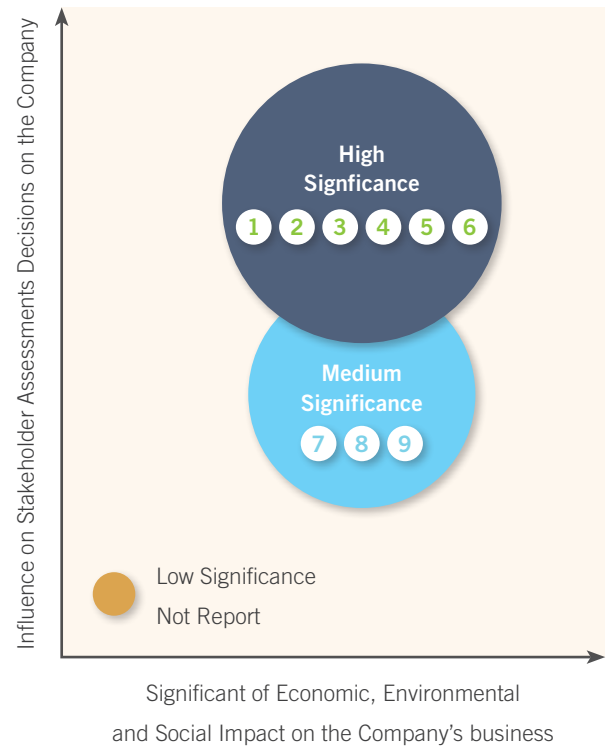 Influence on Stakeholder Assessments Decisions on the Company
High
Signficance
1 2 3 4 5 6
Medium
Significance
7 8 9
Low Significance
Not Report
Significant of Economic, Environmental
and Social Impact on the Company’s business